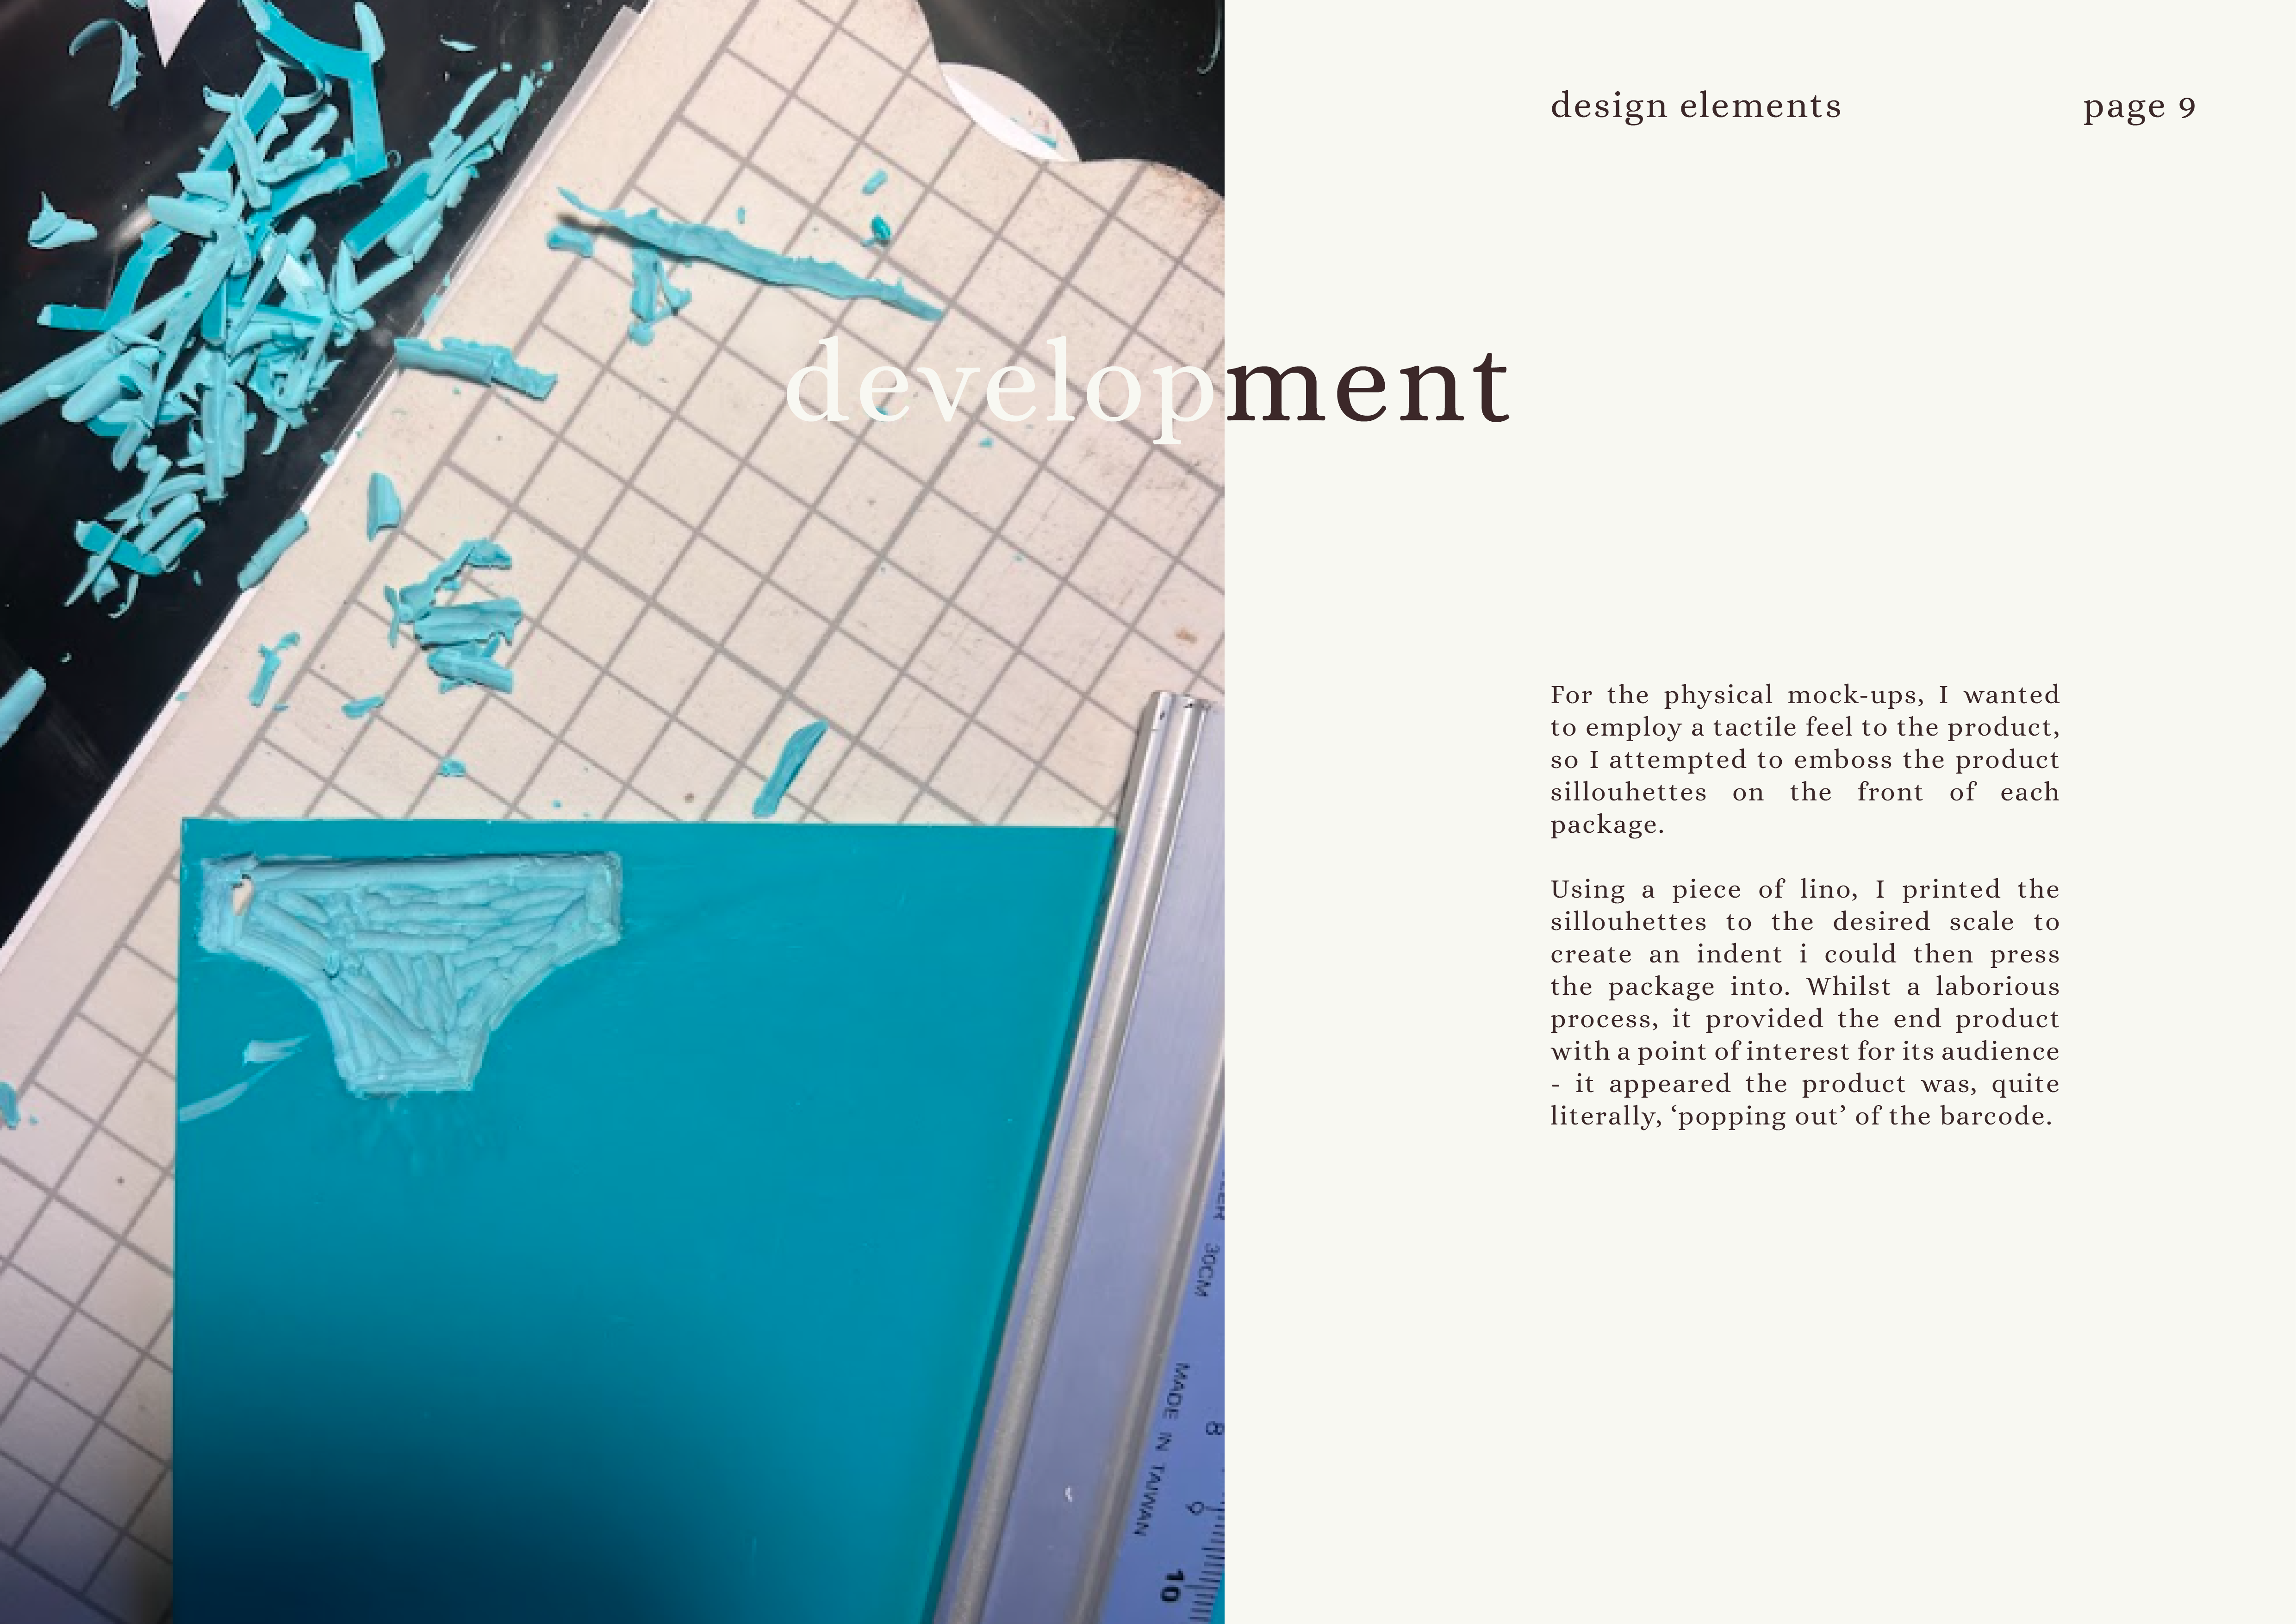 design elements
page 9
development
For the physical mock-ups, I wanted
to employ a tactile feel to the product,
so I attempted to emboss the product
sillouhettes on the front of each
package.
Using a piece of lino, I printed the
sillouhettes to the desired scale to
create an indent i could then press
the package into. Whilst a laborious
process, it provided the end product
with a point of interest for its audience
- it appeared the product was, quite
literally, ‘popping out’ of the barcode.
30CM
MADE IN TAIWAN
8
9
10